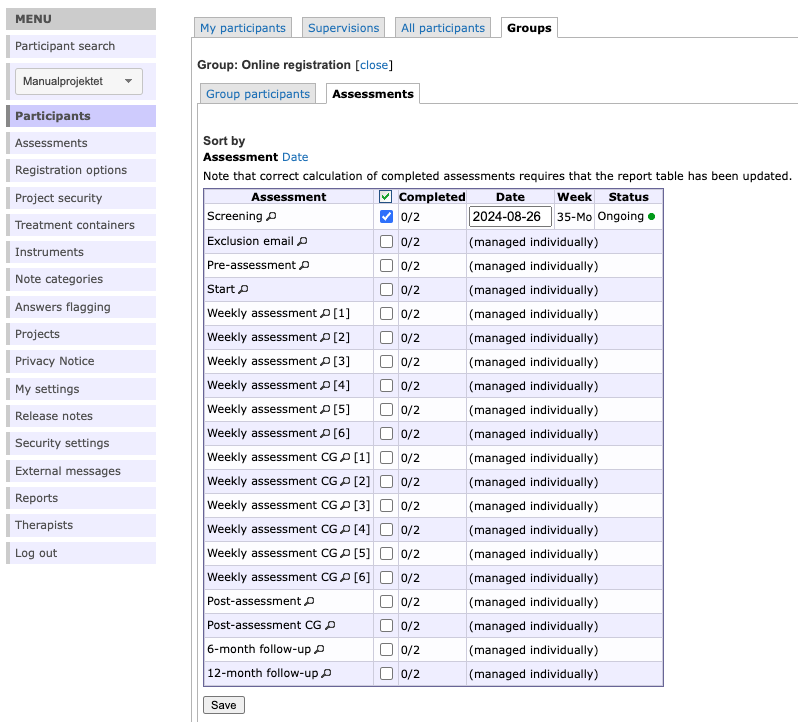 MENU
Participant search
Manualprojektet
Participants
Assessments
Registration options
Project security
Treatment containers
Instruments
Note categories
Answers flagging
Projects
Privacy Notice
My settings
Release notes
Security settings
External messages
Reports
Therapists
Log out
My participants Supervisions All participants Groups
Group: Online registration [close]
Group participants Assessments
Sort by
Assessment Date
Note that correct calculation of completed assessments requires that the report table has been updated.
Assessment Completed Date Week Status
Screening 0/2 2024-08-26 35-Mo Ongoing
Exclusion email 0/2 (managed individually)
Pre-assessment 0/2 (managed individually)
Start 0/2 (managed individually)
Weekly assessment [1] 0/2 (managed individually)
Weekly assessment [2] 0/2 (managed individually)
Weekly assessment [3] 0/2 (managed individually)
Weekly assessment [4] 0/2 (managed individually)
Weekly assessment [5] 0/2 (managed individually)
Weekly assessment [6] 0/2 (managed individually)
Weekly assessment CG [1] 0/2 (managed individually)
Weekly assessment CG [2] 0/2 (managed individually)
Weekly assessment CG [3] 0/2 (managed individually)
Weekly assessment CG [4] 0/2 (managed individually)
Weekly assessment CG [5] 0/2 (managed individually)
Weekly assessment CG [6] 0/2 (managed individually)
Post-assessment 0/2 (managed individually)
Post-assessment CG 0/2 (managed individually)
6-month follow-up 0/2 (managed individually)
12-month follow-up 0/2 (managed individually)
Save